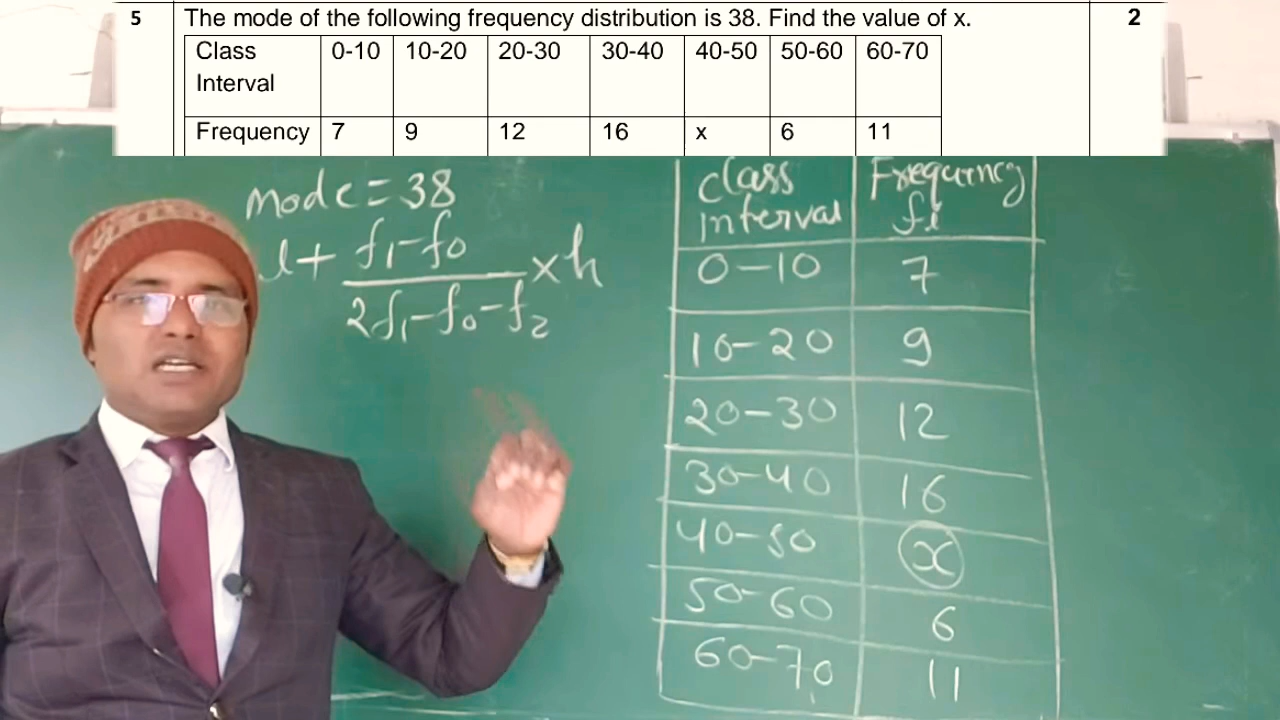 5 The mode of the following frequency distribution is 38. Find the value of x. 2
Class Interval 0-10 10-20 20-30 30-40 40-50 50-60 60-70
Frequency 7 9 12 16 x 6 11
mode = 38
l + f₁-f₀ / 2f₁-f₀-f₂ × h
Class interval Frequency fi
0-10 7
10-20 9
20-30 12
30-40 16
40-50 x
50-60 6
60-70 11